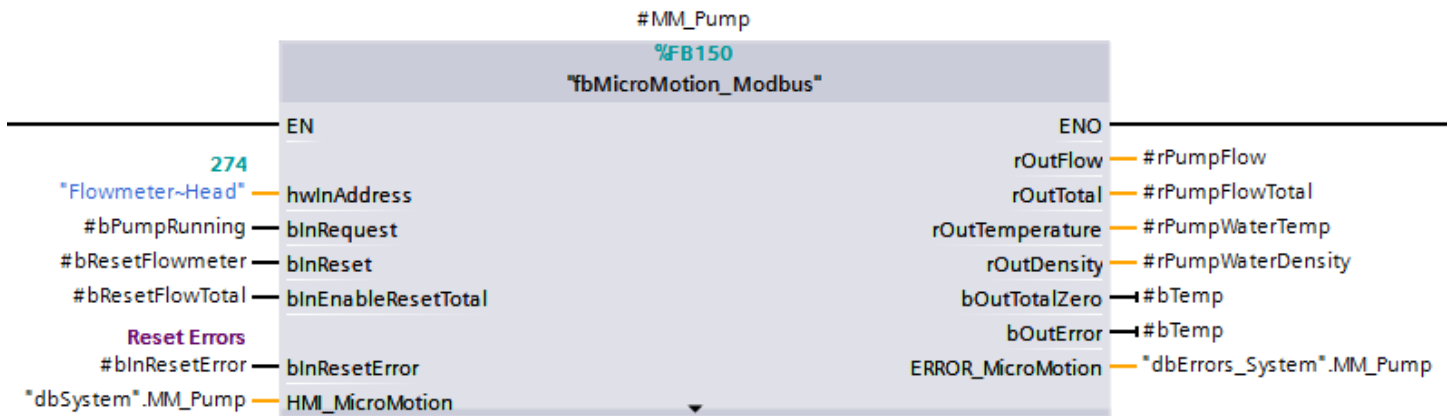 #MM_Pump
%FB150
"fbMicroMotion_Modbus"
EN ENO
274 rOutFlow #rPumpFlow
"Flowmeter~Head" hwInAddress rOutTotal #rPumpFlowTotal
#bPumpRunning bInRequest rOutTemperature #rPumpWaterTemp
#bResetFlowmeter bInReset rOutDensity #rPumpWaterDensity
#bResetFlowTotal bInEnableResetTotal bOutTotalZero #bTemp
Reset Errors bOutError #bTemp
#bInResetError bInResetError ERROR_MicroMotion "dbErrors_System".MM_Pump
"dbSystem".MM_Pump HMI_MicroMotion